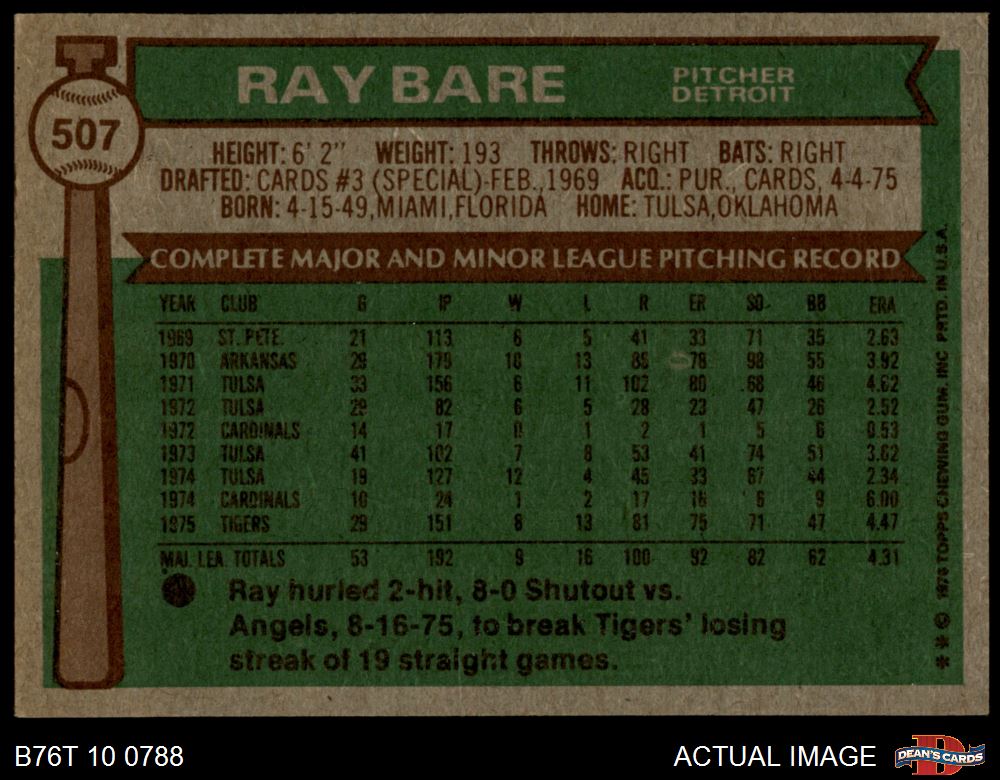 RAY BARE PITCHER
DETROIT
507
HEIGHT: 6' 2" WEIGHT: 193 THROWS: RIGHT BATS: RIGHT
DRAFTED: CARDS #3 (SPECIAL)-FEB., 1969 ACQ.: PUR., CARDS, 4-4-75
BORN: 4-15-49, MIAMI, FLORIDA HOME: TULSA, OKLAHOMA
COMPLETE MAJOR AND MINOR LEAGUE PITCHING RECORD
YEAR CLUB G IP W L R ER SO BB ERA
1969 ST. PETE. 21 113 6 5 41 33 71 35 2.63
1970 ARKANSAS 29 179 10 13 88 78 98 55 3.92
1971 TULSA 33 156 6 11 102 80 68 46 4.62
1972 TULSA 29 82 6 5 28 23 47 26 2.52
1972 CARDINALS 14 17 0 1 2 1 5 6 0.53
1973 TULSA 41 102 7 8 53 41 74 51 3.62
1974 TULSA 19 127 12 4 45 33 67 44 2.34
1974 CARDINALS 10 24 1 2 17 16 6 9 6.00
1975 TIGERS 29 151 8 13 81 75 71 47 4.47
MAJ. LEA. TOTALS 53 192 9 16 100 92 82 62 4.31
Ray hurled 2-hit, 8-0 Shutout vs.
Angels, 8-16-75, to break Tigers' losing
streak of 19 straight games.
* * © 1976 TOPPS CHEWING GUM, INC PRTD. IN U.S.A.
B76T 10 0788 ACTUAL IMAGE DEAN'S CARDS